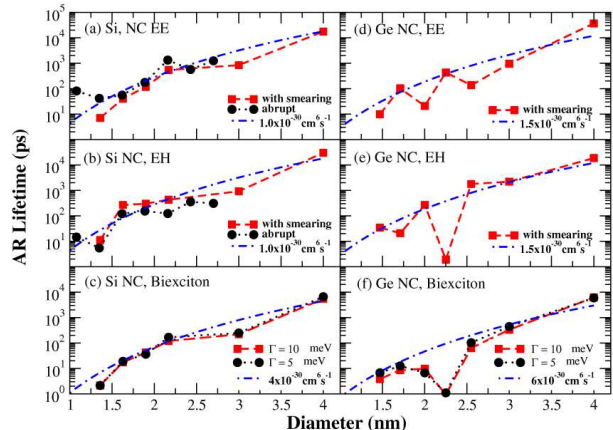 (a) Si, NC EE
with smearing
abrupt
1.0x10^-30 cm^6 s^-1
(b) Si NC, EH
with smearing
abrupt
1.0x10^-30 cm^6 s^-1
(c) Si NC, Biexciton
Γ = 10 meV
Γ = 5 meV
4x10^-30 cm^6 s^-1
(d) Ge NC, EE
with smearing
1.5x10^-30 cm^6 s^-1
(e) Ge NC, EH
with smearing
1.5x10^-30 cm^6 s^-1
(f) Ge NC, Biexciton
Γ = 10 meV
Γ = 5 meV
6x10^-30 cm^6 s^-1
AR Lifetime (ps)
10^5
10^4
10^3
10^2
10^1
10^0
10^4
10^3
10^2
10^1
10^0
10^4
10^3
10^2
10^1
10^0
1 1.5 2 2.5 3 3.5 4
1.5 2 2.5 3 3.5 4
Diameter (nm)